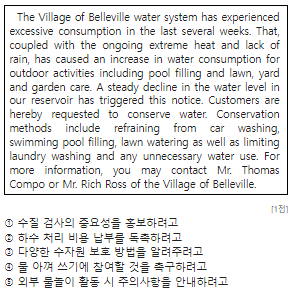 The Village of Belleville water system has experienced
excessive consumption in the last several weeks. That,
coupled with the ongoing extreme heat and lack of
rain, has caused an increase in water consumption for
outdoor activities including pool filling and lawn, yard
and garden care. A steady decline in the water level in
our reservoir has triggered this notice. Customers are
hereby requested to conserve water. Conservation
methods include refraining from car washing,
swimming pool filling, lawn watering as well as limiting
laundry washing and any unnecessary water use. For
more information, you may contact Mr. Thomas
Compo or Mr. Rich Ross of the Village of Belleville.
[1점]
① 수질 검사의 중요성을 홍보하려고
② 하수 처리 비용 납부를 독촉하려고
③ 다양한 수자원 보호 방법을 알려주려고
④ 물 아껴 쓰기에 참여할 것을 촉구하려고
⑤ 외부 물놀이 활동 시 주의사항을 안내하려고